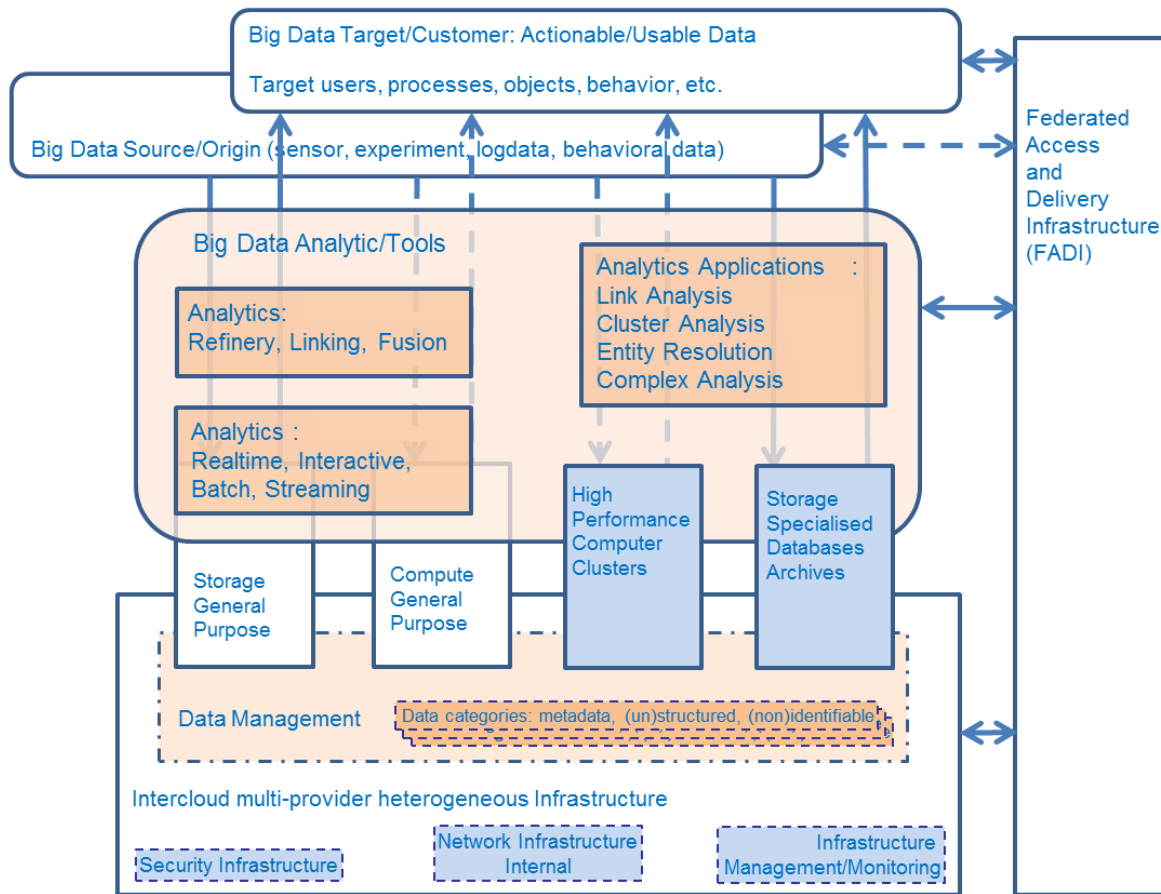 Big Data Target/Customer: Actionable/Usable Data
Target users, processes, objects, behavior, etc.
Big Data Source/Origin (sensor, experiment, logdata, behavioral data)
Federated
Access
and
Delivery
Infrastructure
(FADI)
Big Data Analytic/Tools
Analytics:
Refinery, Linking, Fusion
Analytics Applications :
Link Analysis
Cluster Analysis
Entity Resolution
Complex Analysis
Analytics :
Realtime, Interactive,
Batch, Streaming
Storage
General
Purpose
Compute
General
Purpose
High
Performance
Computer
Clusters
Storage
Specialised
Databases
Archives
Data Management
Data categories: metadata, (un)structured, (non)identifiable
Intercloud multi-provider heterogeneous Infrastructure
Security Infrastructure
Network Infrastructure
Internal
Infrastructure
Management/Monitoring